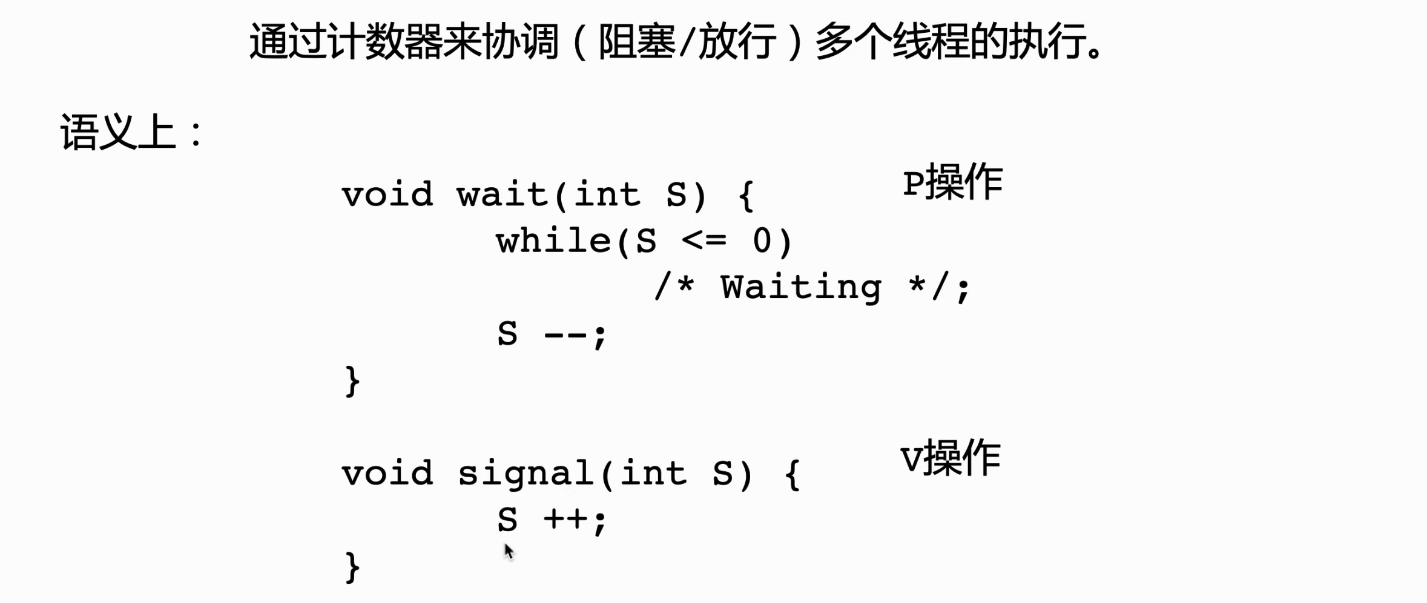 通过计数器来协调（阻塞/放行）多个线程的执行。
语义上：
void wait(int S) { P操作
while(S <= 0)
/* Waiting */;
S --;
}
void signal(int S) { V操作
S ++;
}